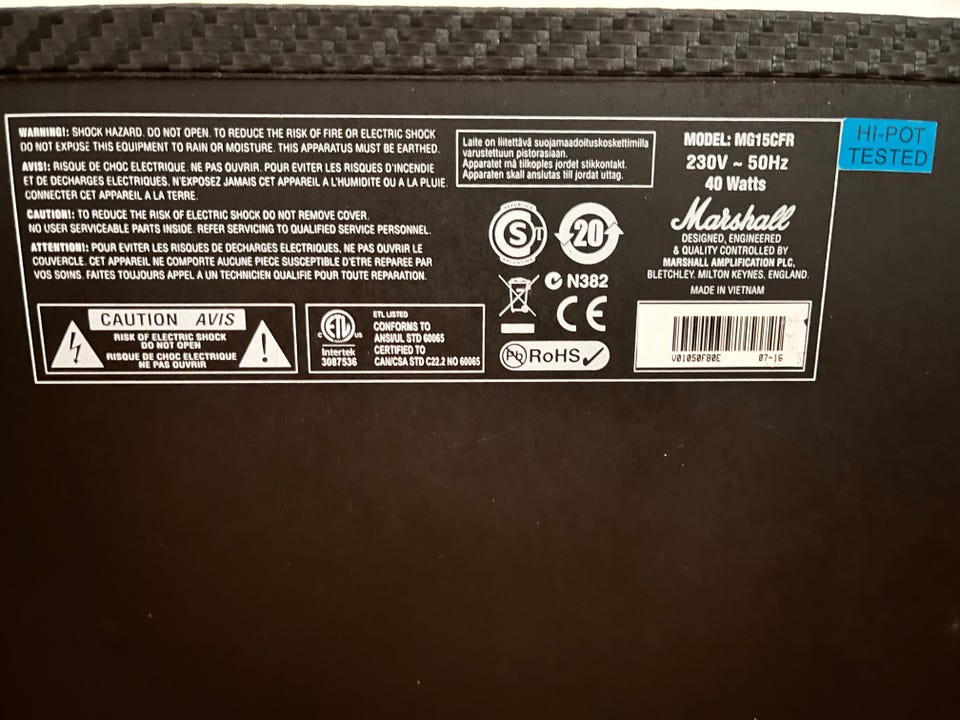 WARNING!: SHOCK HAZARD. DO NOT OPEN. TO REDUCE THE RISK OF FIRE OR ELECTRIC SHOCK
DO NOT EXPOSE THIS EQUIPMENT TO RAIN OR MOISTURE. THIS APPARATUS MUST BE EARTHED.
AVIS!: RISQUE DE CHOC ELECTRIQUE. NE PAS OUVRIR. POUR EVITER LES RISQUES D'INCENDIE
ET DE DECHARGES ELECTRIQUES, N'EXPOSEZ JAMAIS CET APPAREIL A L'HUMIDITE OU A LA PLUIE.
CONNECTER CET APPAREIL A LA TERRE.
CAUTION!: TO REDUCE THE RISK OF ELECTRIC SHOCK DO NOT REMOVE COVER.
NO USER SERVICEABLE PARTS INSIDE. REFER SERVICING TO QUALIFIED SERVICE PERSONNEL.
ATTENTION!: POUR EVITER LES RISQUES DE DECHARGES ELECTRIQUES, NE PAS OUVRIR LE
COUVERCLE. CET APPAREIL NE COMPORTE AUCUNE PIECE SUSCEPTIBLE D'ETRE REPAREE PAR
VOS SOINS. FAITES TOUJOURS APPEL A UN TECHNICIEN QUALIFIE POUR TOUTE REPARATION.
CAUTION AVIS
RISK OF ELECTRIC SHOCK
DO NOT OPEN
RISQUE DE CHOC ELECTRIQUE
NE PAS OUVRIR
!
C ETL US
Intertek
3087536
ETL LISTED
CONFORMS TO
ANSI/UL STD 60065
CERTIFIED TO
CAN/CSA STD C22.2 NO 60065
Laite on liitettävä suojamaadoituskoskettimilla
varustettuun pistorasiaan.
Apparatet må tilkoples jordet stikkontakt.
Apparaten skall anslutas till jordat uttag.
S
20
N382
CE
Pb RoHS
MODEL: MG15CFR
230V ~ 50Hz
40 Watts
Marshall
DESIGNED, ENGINEERED
& QUALITY CONTROLLED BY
MARSHALL AMPLIFICATION PLC,
BLETCHLEY, MILTON KEYNES, ENGLAND.
MADE IN VIETNAM
V01050FB0E 07-16
HI-POT
TESTED